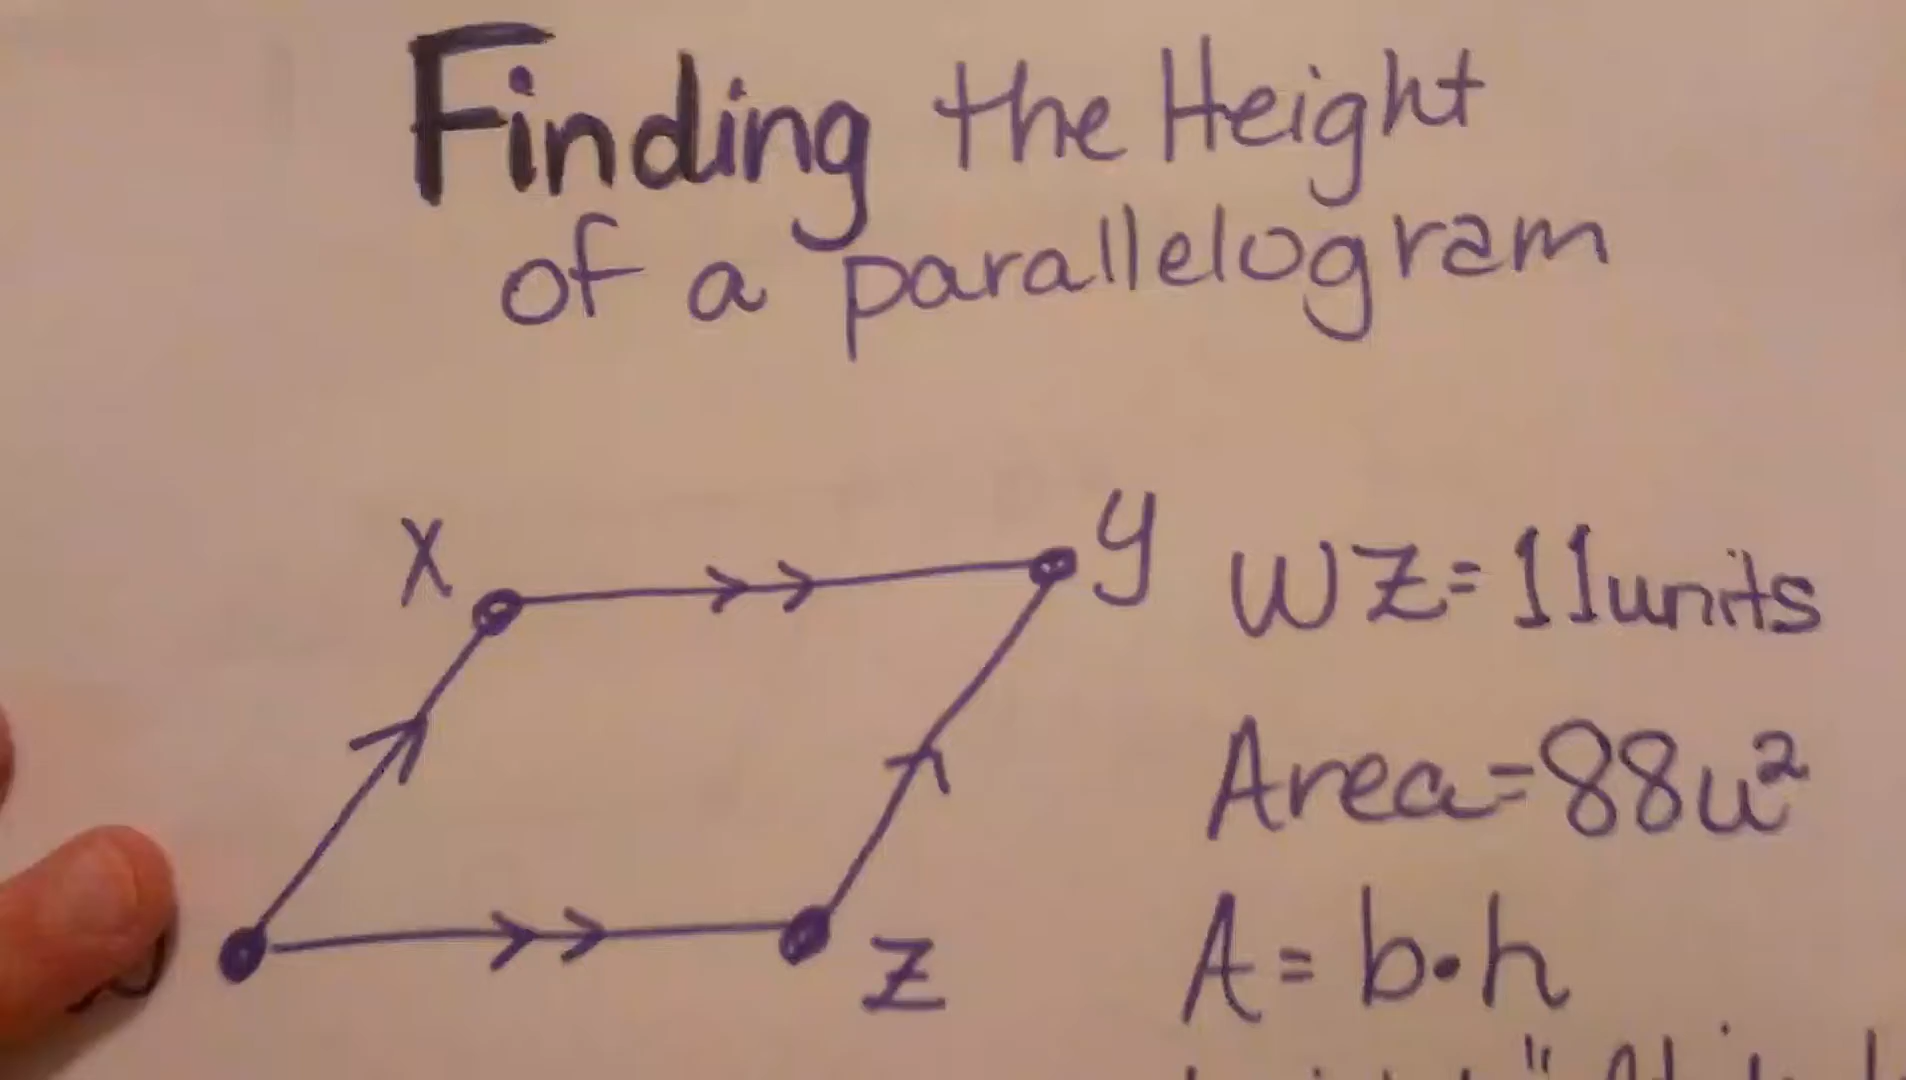 Finding the Height
of a parallelogram
X
y
WZ=11units
Area=88u²
A=b·h
Z